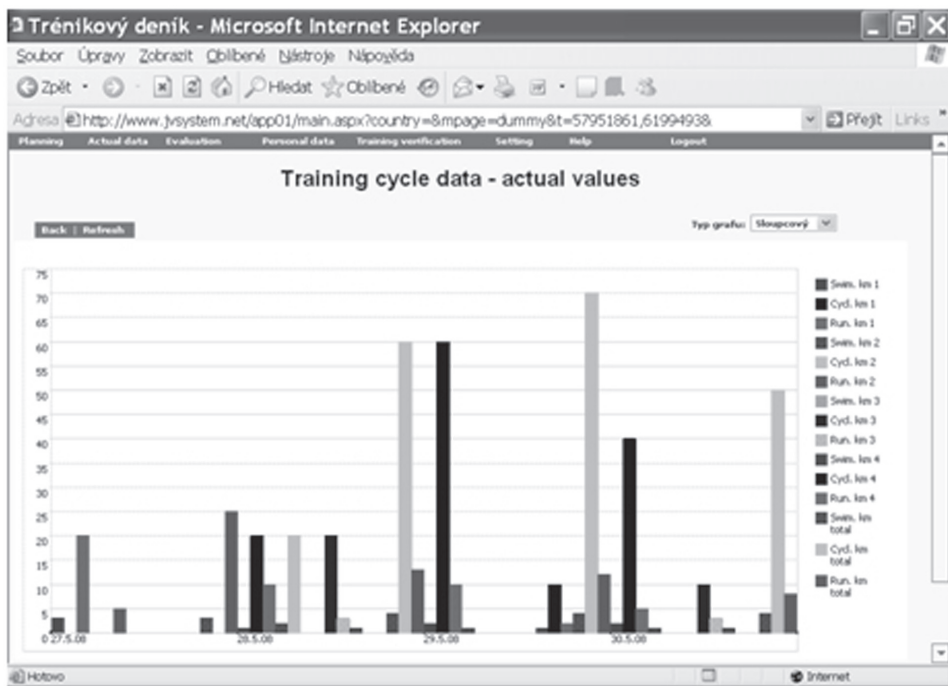 Trénikový deník - Microsoft Internet Explorer
Soubor Úpravy Zobrazit Oblíbené Nástroje Nápověda
Zpět Hledat Oblíbené
Adresa http://www.jvsystem.net/app01/main.aspx?country=&mpage=dummy&t=57951861,61994938& Přejít Links »
Planning Actual data Evaluation Personal data Training verification Setting Help Logout
Training cycle data - actual values
Back | Refresh
Typ grafu: Sloupcový
75
70
65
60
55
50
45
40
35
30
25
20
15
10
5
0 27.5.08 28.5.08 29.5.08 30.5.08
Swim. km 1
Cycl. km 1
Run. km 1
Swim. km 2
Cycl. km 2
Run. km 2
Swim. km 3
Cycl. km 3
Run. km 3
Swim. km 4
Cycl. km 4
Run. km 4
Swim. km
total
Cycl. km
total
Run. km
total
Hotovo Internet